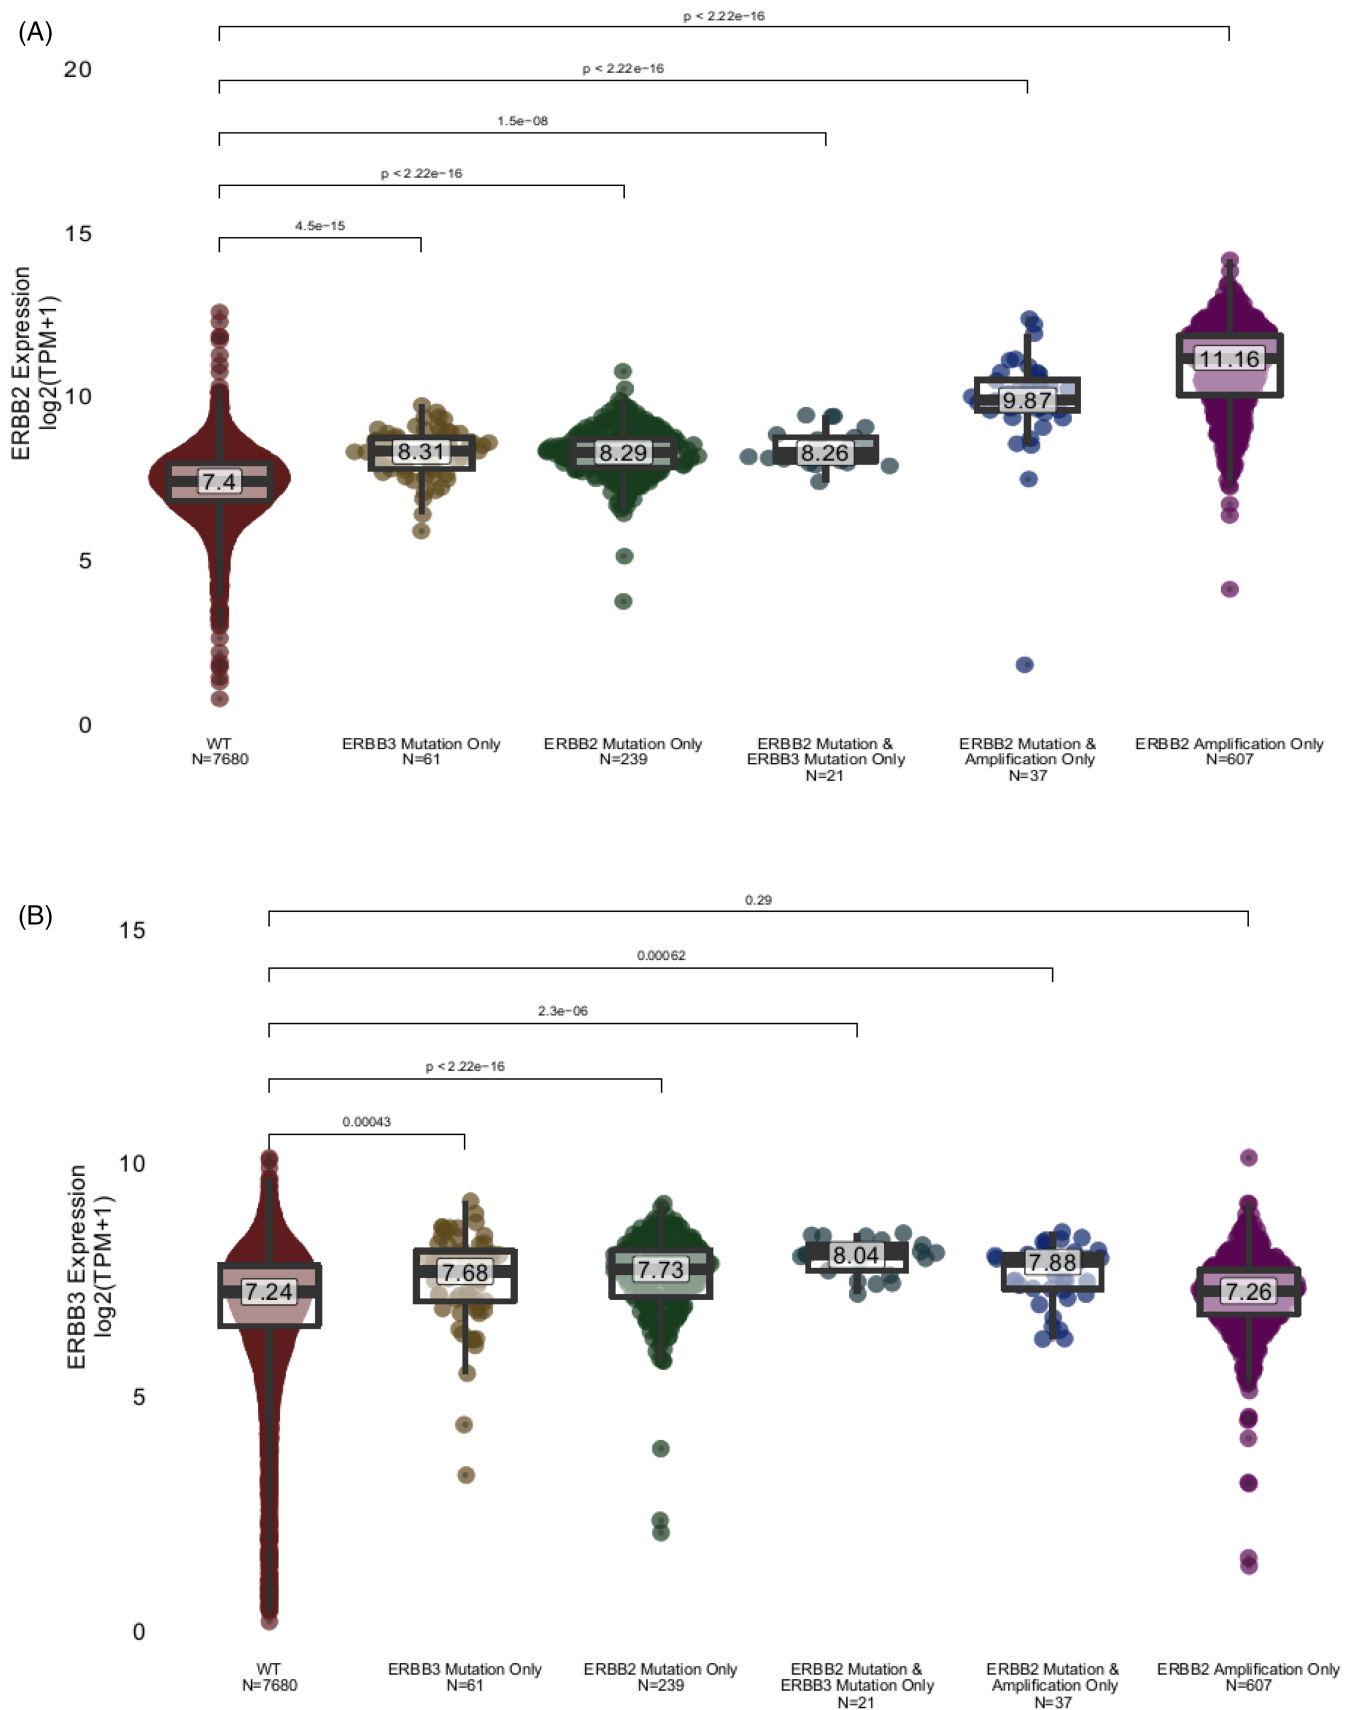 (A)
p < 2.22e−16
20
p < 2.22e−16
1.5e−08
p < 2.22e−16
15
4.5e−15
ERBB2 Expression
log2(TPM+1)
11.16
10
9.87
8.31
8.29
8.26
7.4
5
0
WT
N=7680
ERBB3 Mutation Only
N=61
ERBB2 Mutation Only
N=239
ERBB2 Mutation &
ERBB3 Mutation Only
N=21
ERBB2 Mutation &
Amplification Only
N=37
ERBB2 Amplification Only
N=607
(B)
0.29
15
0.00062
2.3e−06
p < 2.22e−16
0.00043
10
ERBB3 Expression
log2(TPM+1)
7.24
7.68
7.73
8.04
7.88
7.26
5
0
WT
N=7680
ERBB3 Mutation Only
N=61
ERBB2 Mutation Only
N=239
ERBB2 Mutation &
ERBB3 Mutation Only
N=21
ERBB2 Mutation &
Amplification Only
N=37
ERBB2 Amplification Only
N=607